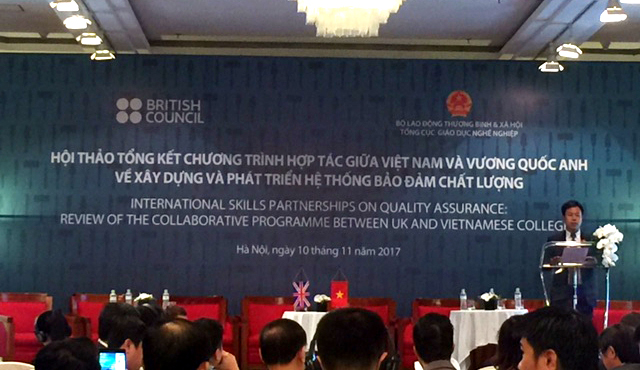 BRITISH
COUNCIL
BỘ LAO ĐỘNG THƯƠNG BINH & XÃ HỘI
TỔNG CỤC GIÁO DỤC NGHỀ NGHIỆP
HỘI THẢO TỔNG KẾT CHƯƠNG TRÌNH HỢP TÁC GIỮA VIỆT NAM VÀ VƯƠNG QUỐC ANH
VỀ XÂY DỰNG VÀ PHÁT TRIỂN HỆ THỐNG BẢO ĐẢM CHẤT LƯỢNG
INTERNATIONAL SKILLS PARTNERSHIPS ON QUALITY ASSURANCE:
REVIEW OF THE COLLABORATIVE PROGRAMME BETWEEN UK AND VIETNAMESE COLLEG
Hà Nội, ngày 10 tháng 11 năm 2017